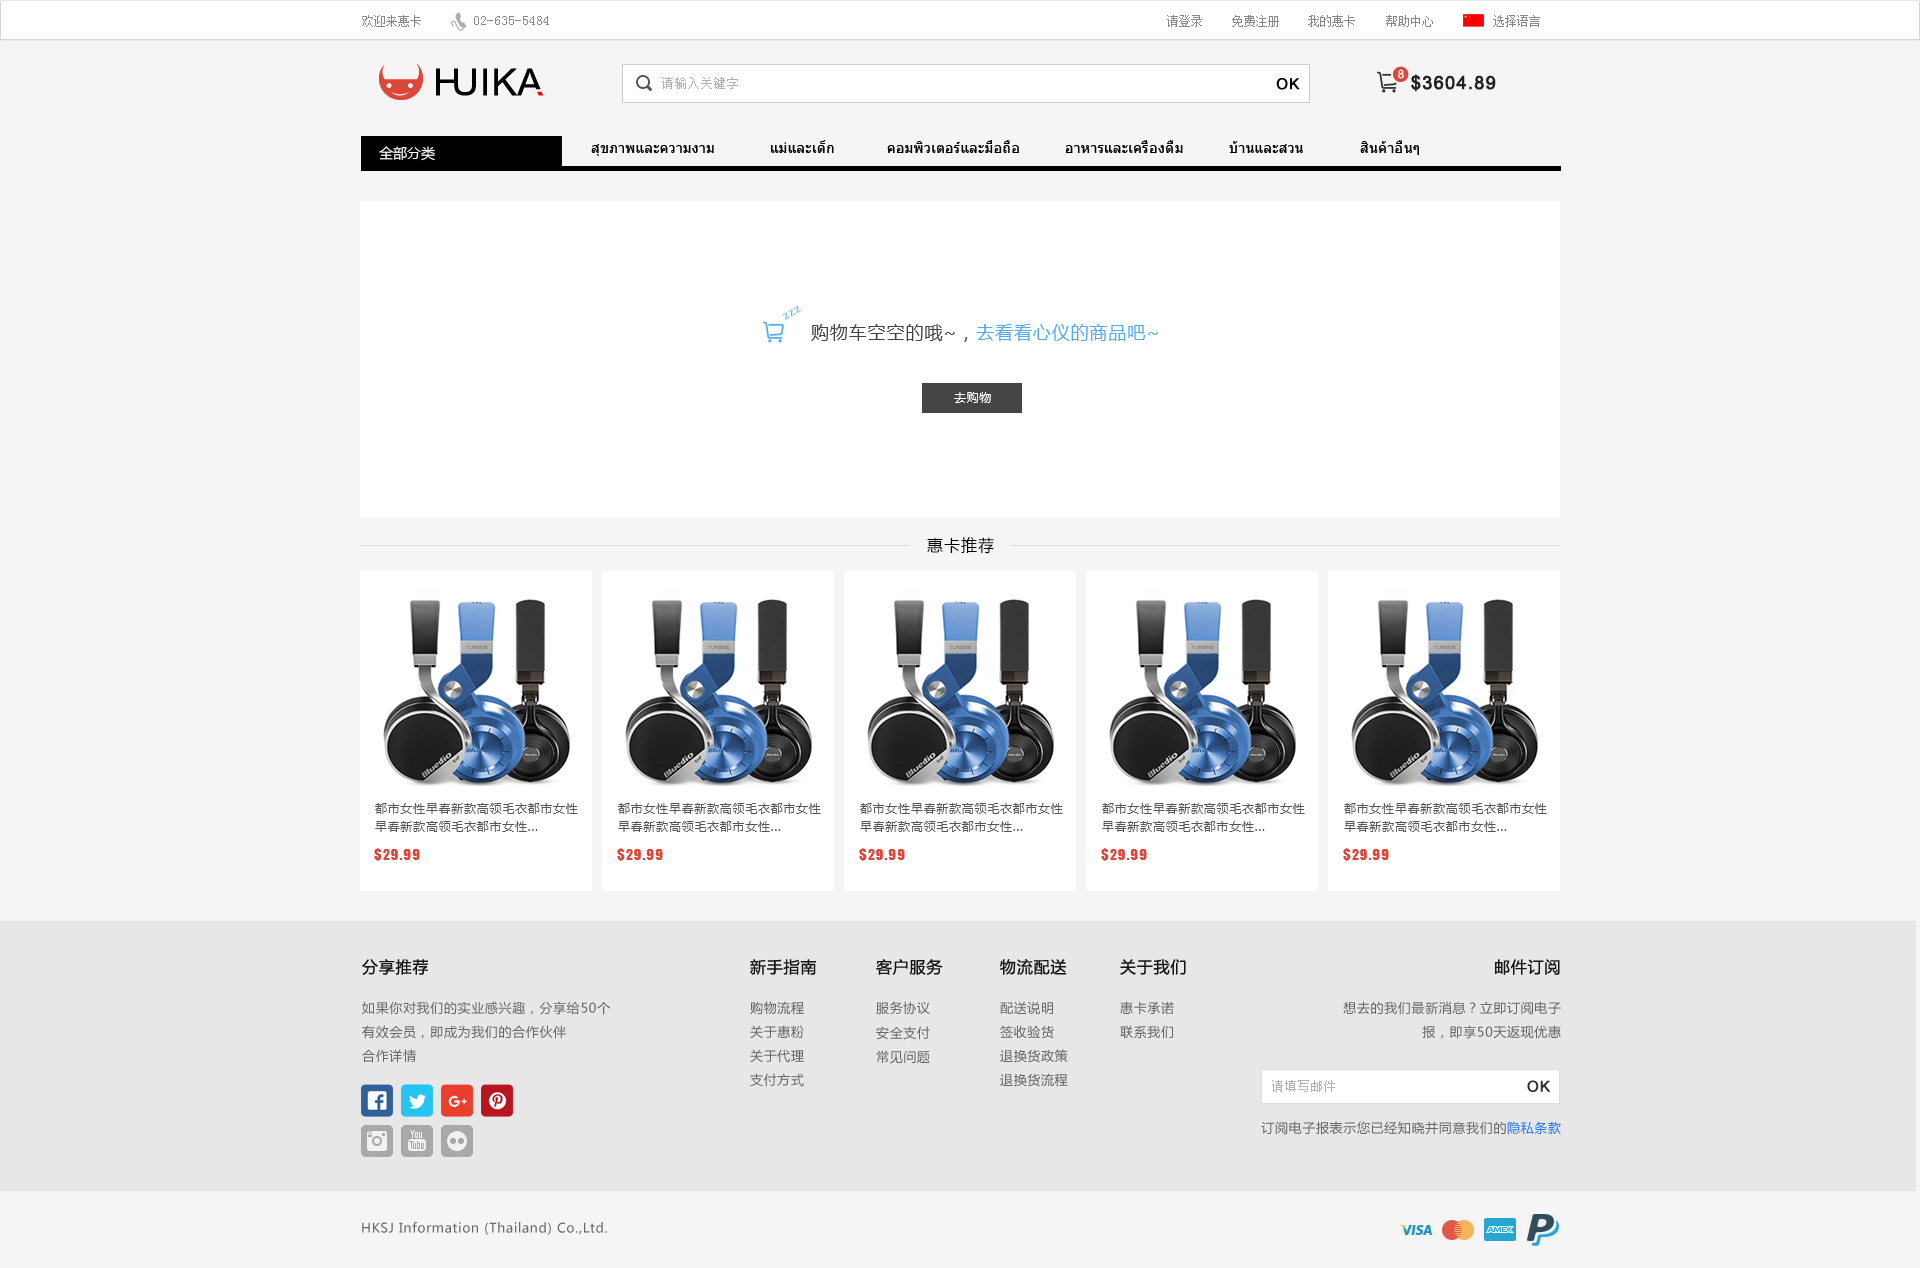 欢迎来惠卡
02-635-5484
请登录
免费注册
我的惠卡
帮助中心
选择语言
HUIKA
请输入关键字
OK
8
$3604.89
全部分类
สุขภาพและความงาม
แม่และเด็ก
คอมพิวเตอร์และมือถือ
อาหารและเครื่องดื่ม
บ้านและสวน
สินค้าอื่นๆ
zzz
购物车空空的哦~，去看看心仪的商品吧~
去购物
惠卡推荐
TURBINE
Bluedio
TURBINE
Bluedio
TURBINE
Bluedio
TURBINE
Bluedio
TURBINE
Bluedio
都市女性早春新款高领毛衣都市女性
早春新款高领毛衣都市女性...
$29.99
都市女性早春新款高领毛衣都市女性
早春新款高领毛衣都市女性...
$29.99
都市女性早春新款高领毛衣都市女性
早春新款高领毛衣都市女性...
$29.99
都市女性早春新款高领毛衣都市女性
早春新款高领毛衣都市女性...
$29.99
都市女性早春新款高领毛衣都市女性
早春新款高领毛衣都市女性...
$29.99
分享推荐
如果你对我们的实业感兴趣，分享给50个
有效会员，即成为我们的合作伙伴
合作详情
You
Tube
新手指南
购物流程
关于惠粉
关于代理
支付方式
客户服务
服务协议
安全支付
常见问题
物流配送
配送说明
签收验货
退换货政策
退换货流程
关于我们
惠卡承诺
联系我们
邮件订阅
想去的我们最新消息？立即订阅电子
报，即享50天返现优惠
请填写邮件
OK
订阅电子报表示您已经知晓并同意我们的隐私条款
HKSJ Information (Thailand) Co.,Ltd.
VISA
AMEX